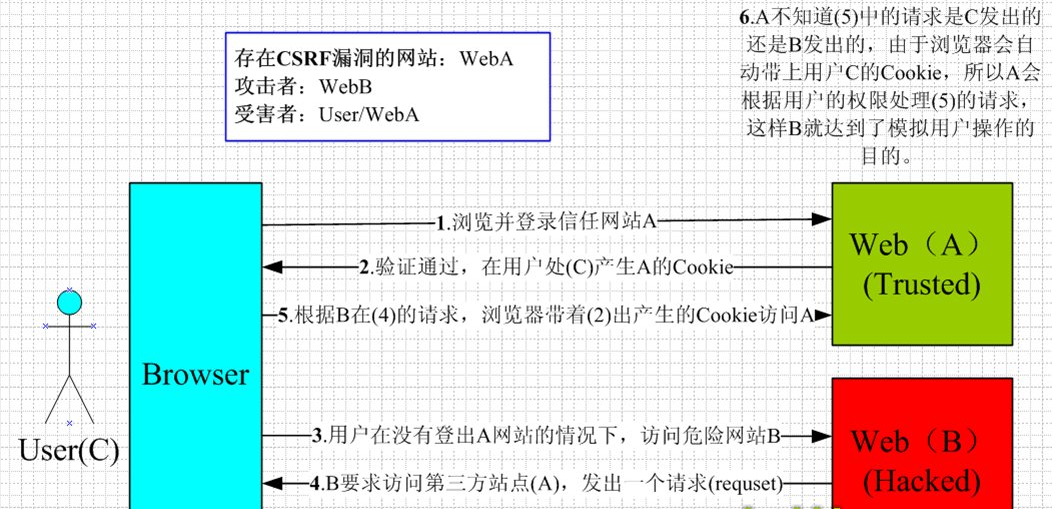 6.A不知道(5)中的请求是C发出的
还是B发出的，由于浏览器会自
动带上用户C的Cookie，所以A会
根据用户的权限处理(5)的请求，
这样B就达到了模拟用户操作的
目的。
存在CSRF漏洞的网站：WebA
攻击者：WebB
受害者：User/WebA
1.浏览并登录信任网站A
2.验证通过，在用户处(C)产生A的Cookie
5.根据B在(4)的请求，浏览器带着(2)出产生的Cookie访问A
3.用户在没有登出A网站的情况下，访问危险网站B
4.B要求访问第三方站点(A)，发出一个请求(requset)
Web（A）
(Trusted)
Browser
User(C)
Web（B）
(Hacked)